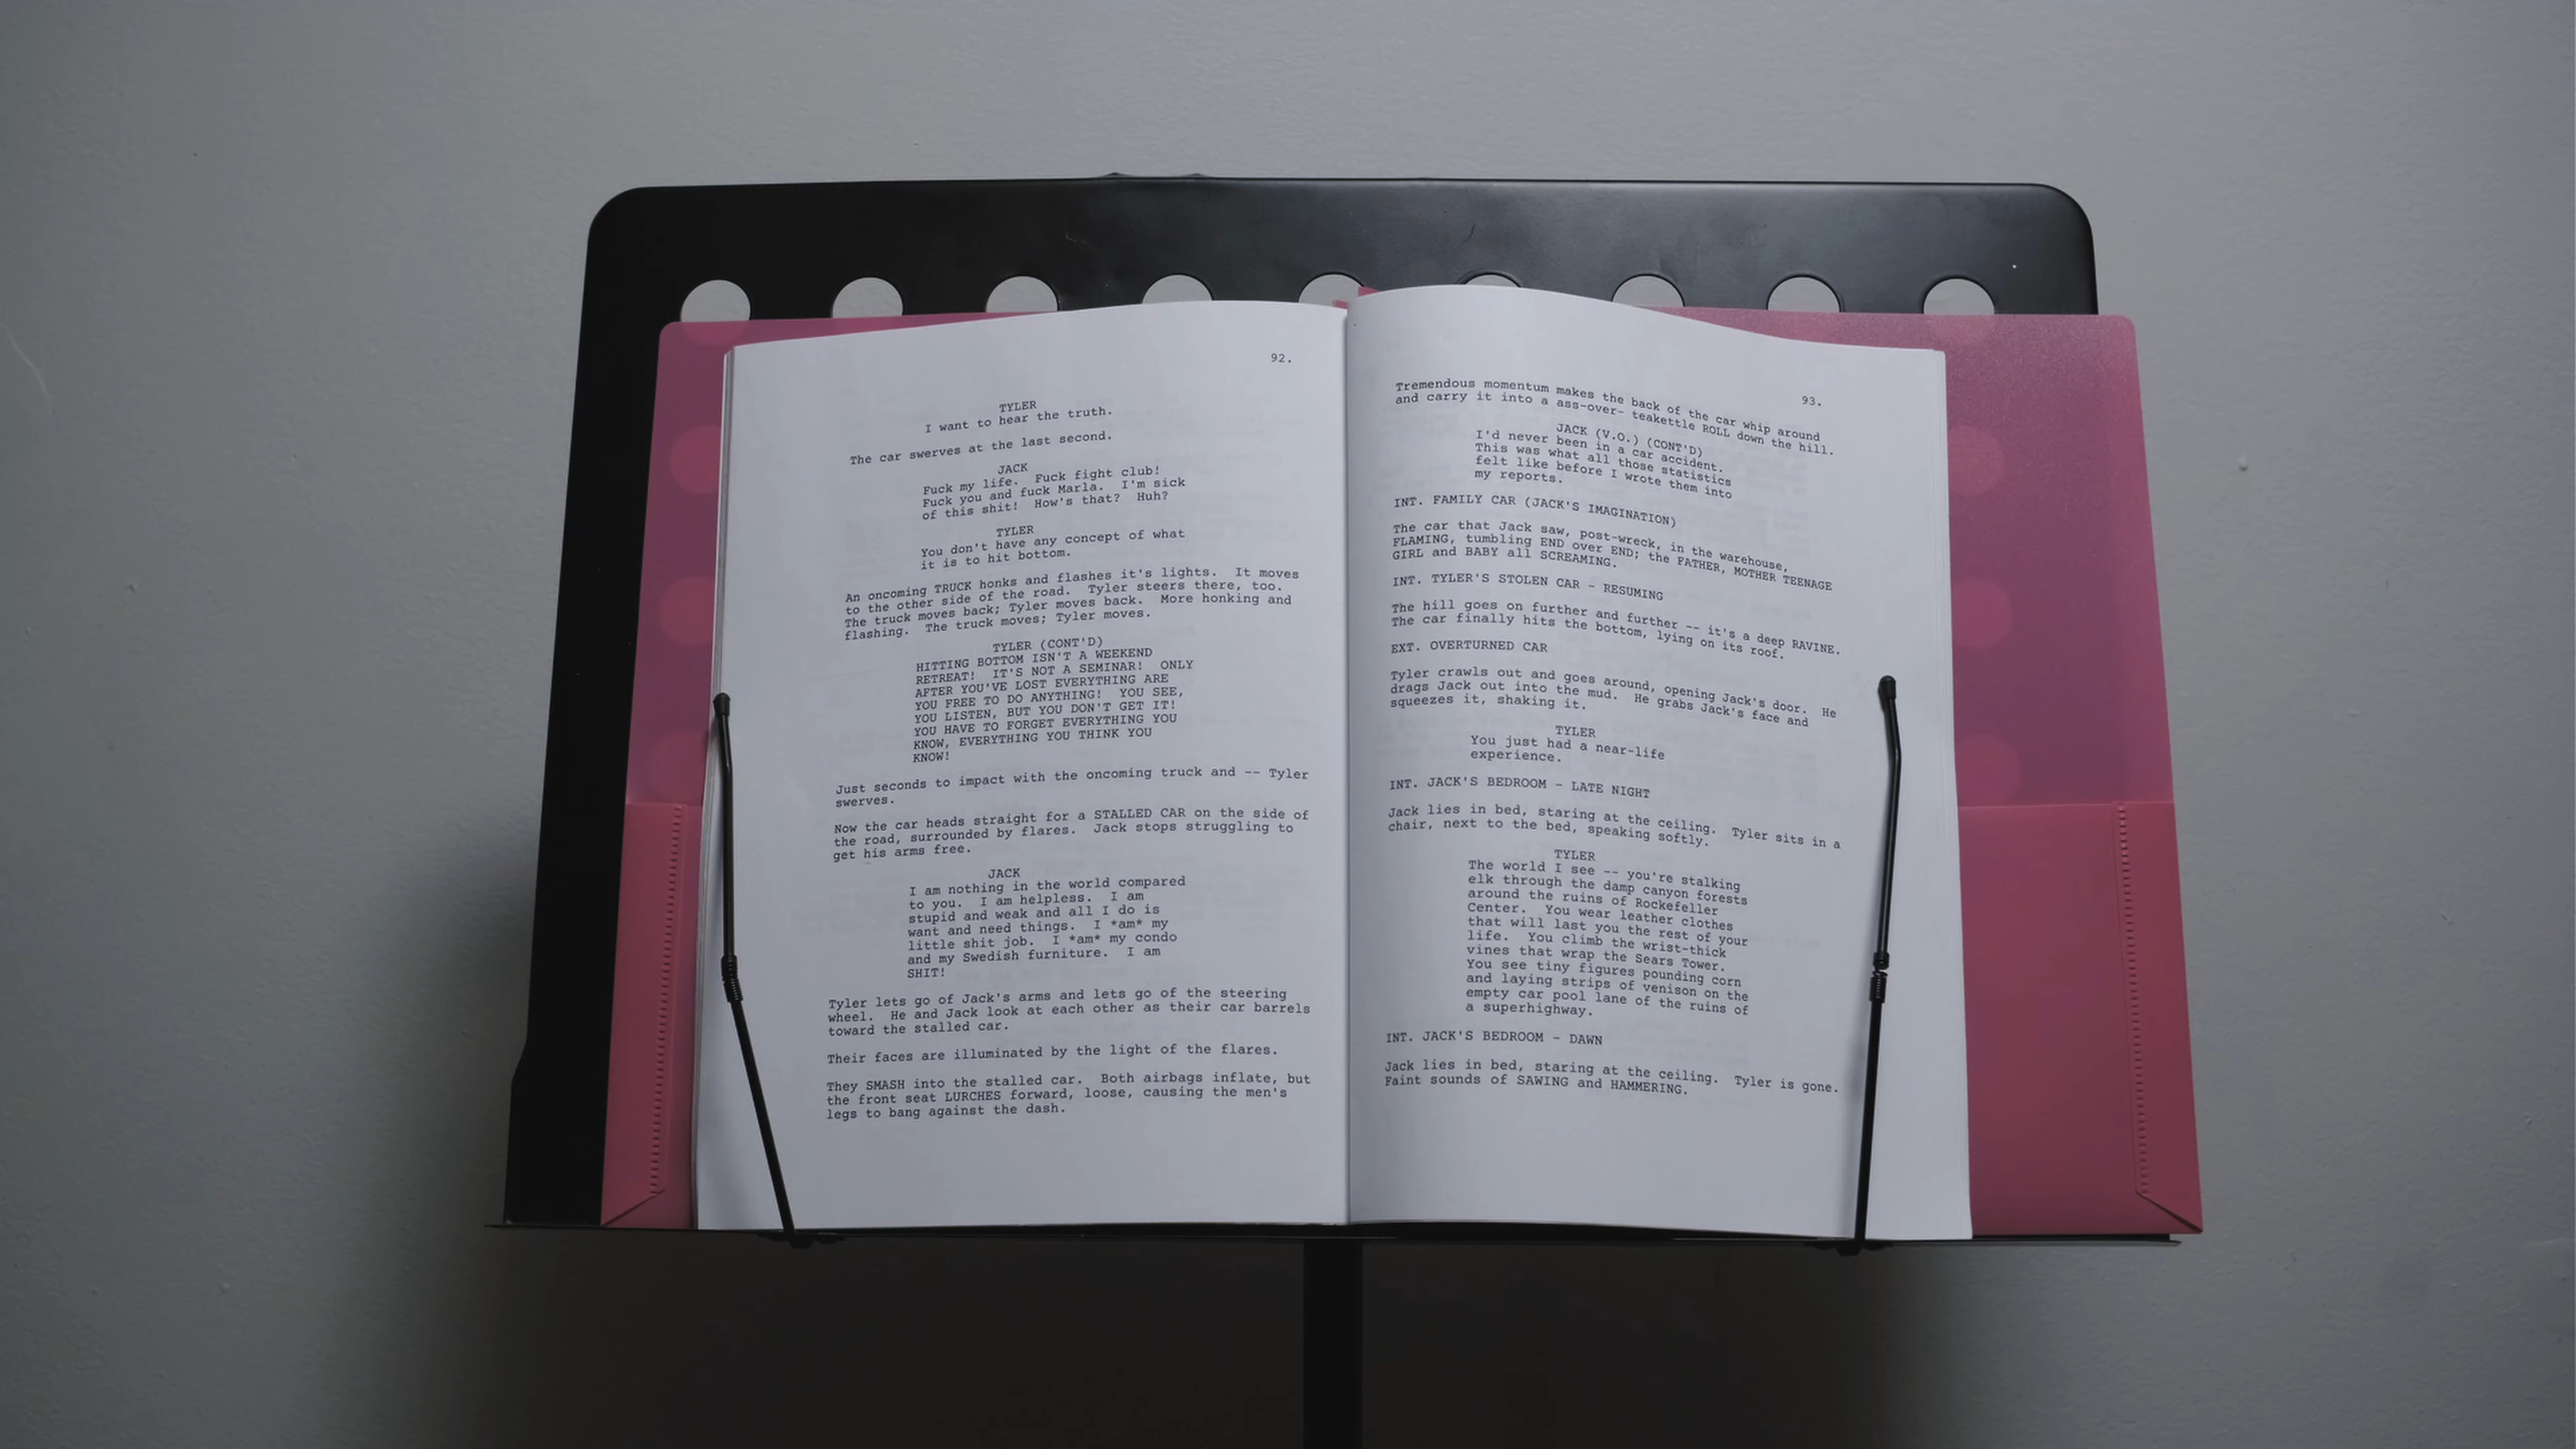 92.
TYLER
I want to hear the truth.
The car swerves at the last second.
JACK
Fuck my life.  Fuck fight club!
Fuck you and fuck Marla.  I'm sick
of this shit!  How's that?  Huh?
TYLER
You don't have any concept of what
it is to hit bottom.
An oncoming TRUCK honks and flashes it's lights.  It moves
to the other side of the road.  Tyler steers there, too.
The truck moves back; Tyler moves back.  More honking and
flashing.  The truck moves; Tyler moves.
TYLER (CONT'D)
HITTING BOTTOM ISN'T A WEEKEND
RETREAT!  IT'S NOT A SEMINAR!  ONLY
AFTER YOU'VE LOST EVERYTHING ARE
YOU FREE TO DO ANYTHING!  YOU SEE,
YOU LISTEN, BUT YOU DON'T GET IT!
YOU HAVE TO FORGET EVERYTHING YOU
KNOW, EVERYTHING YOU THINK YOU
KNOW!
Just seconds to impact with the oncoming truck and -- Tyler
swerves.
Now the car heads straight for a STALLED CAR on the side of
the road, surrounded by flares.  Jack stops struggling to
get his arms free.
JACK
I am nothing in the world compared
to you.  I am helpless.  I am
stupid and weak and all I do is
want and need things.  I *am* my
little shit job.  I *am* my condo
and my Swedish furniture.  I am
SHIT!
Tyler lets go of Jack's arms and lets go of the steering
wheel.  He and Jack look at each other as their car barrels
toward the stalled car.
Their faces are illuminated by the light of the flares.
They SMASH into the stalled car.  Both airbags inflate, but
the front seat LURCHES forward, loose, causing the men's
legs to bang against the dash.
93.
Tremendous momentum makes the back of the car whip around
and carry it into a ass-over- teakettle ROLL down the hill.
JACK (V.O.) (CONT'D)
I'd never been in a car accident.
This was what all those statistics
felt like before I wrote them into
my reports.
INT. FAMILY CAR (JACK'S IMAGINATION)
The car that Jack saw, post-wreck, in the warehouse,
FLAMING, tumbling END over END; the FATHER, MOTHER TEENAGE
GIRL and BABY all SCREAMING.
INT. TYLER'S STOLEN CAR - RESUMING
The hill goes on further and further -- it's a deep RAVINE.
The car finally hits the bottom, lying on its roof.
EXT. OVERTURNED CAR
Tyler crawls out and goes around, opening Jack's door.  He
drags Jack out into the mud.  He grabs Jack's face and
squeezes it, shaking it.
TYLER
You just had a near-life
experience.
INT. JACK'S BEDROOM - LATE NIGHT
Jack lies in bed, staring at the ceiling.  Tyler sits in a
chair, next to the bed, speaking softly.
TYLER
The world I see -- you're stalking
elk through the damp canyon forests
around the ruins of Rockefeller
Center.  You wear leather clothes
that will last you the rest of your
life.  You climb the wrist-thick
vines that wrap the Sears Tower.
You see tiny figures pounding corn
and laying strips of venison on the
empty car pool lane of the ruins of
a superhighway.
INT. JACK'S BEDROOM - DAWN
Jack lies in bed, staring at the ceiling.  Tyler is gone.
Faint sounds of SAWING and HAMMERING.